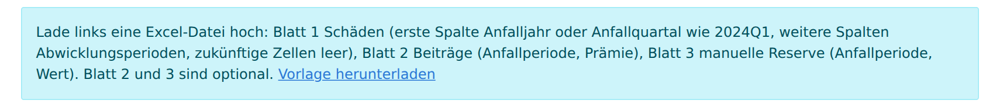 Lade links eine Excel-Datei hoch: Blatt 1 Schäden (erste Spalte Anfalljahr oder Anfallquartal wie 2024Q1, weitere Spalten
Abwicklungsperioden, zukünftige Zellen leer), Blatt 2 Beiträge (Anfallperiode, Prämie), Blatt 3 manuelle Reserve (Anfallperiode,
Wert). Blatt 2 und 3 sind optional. Vorlage herunterladen